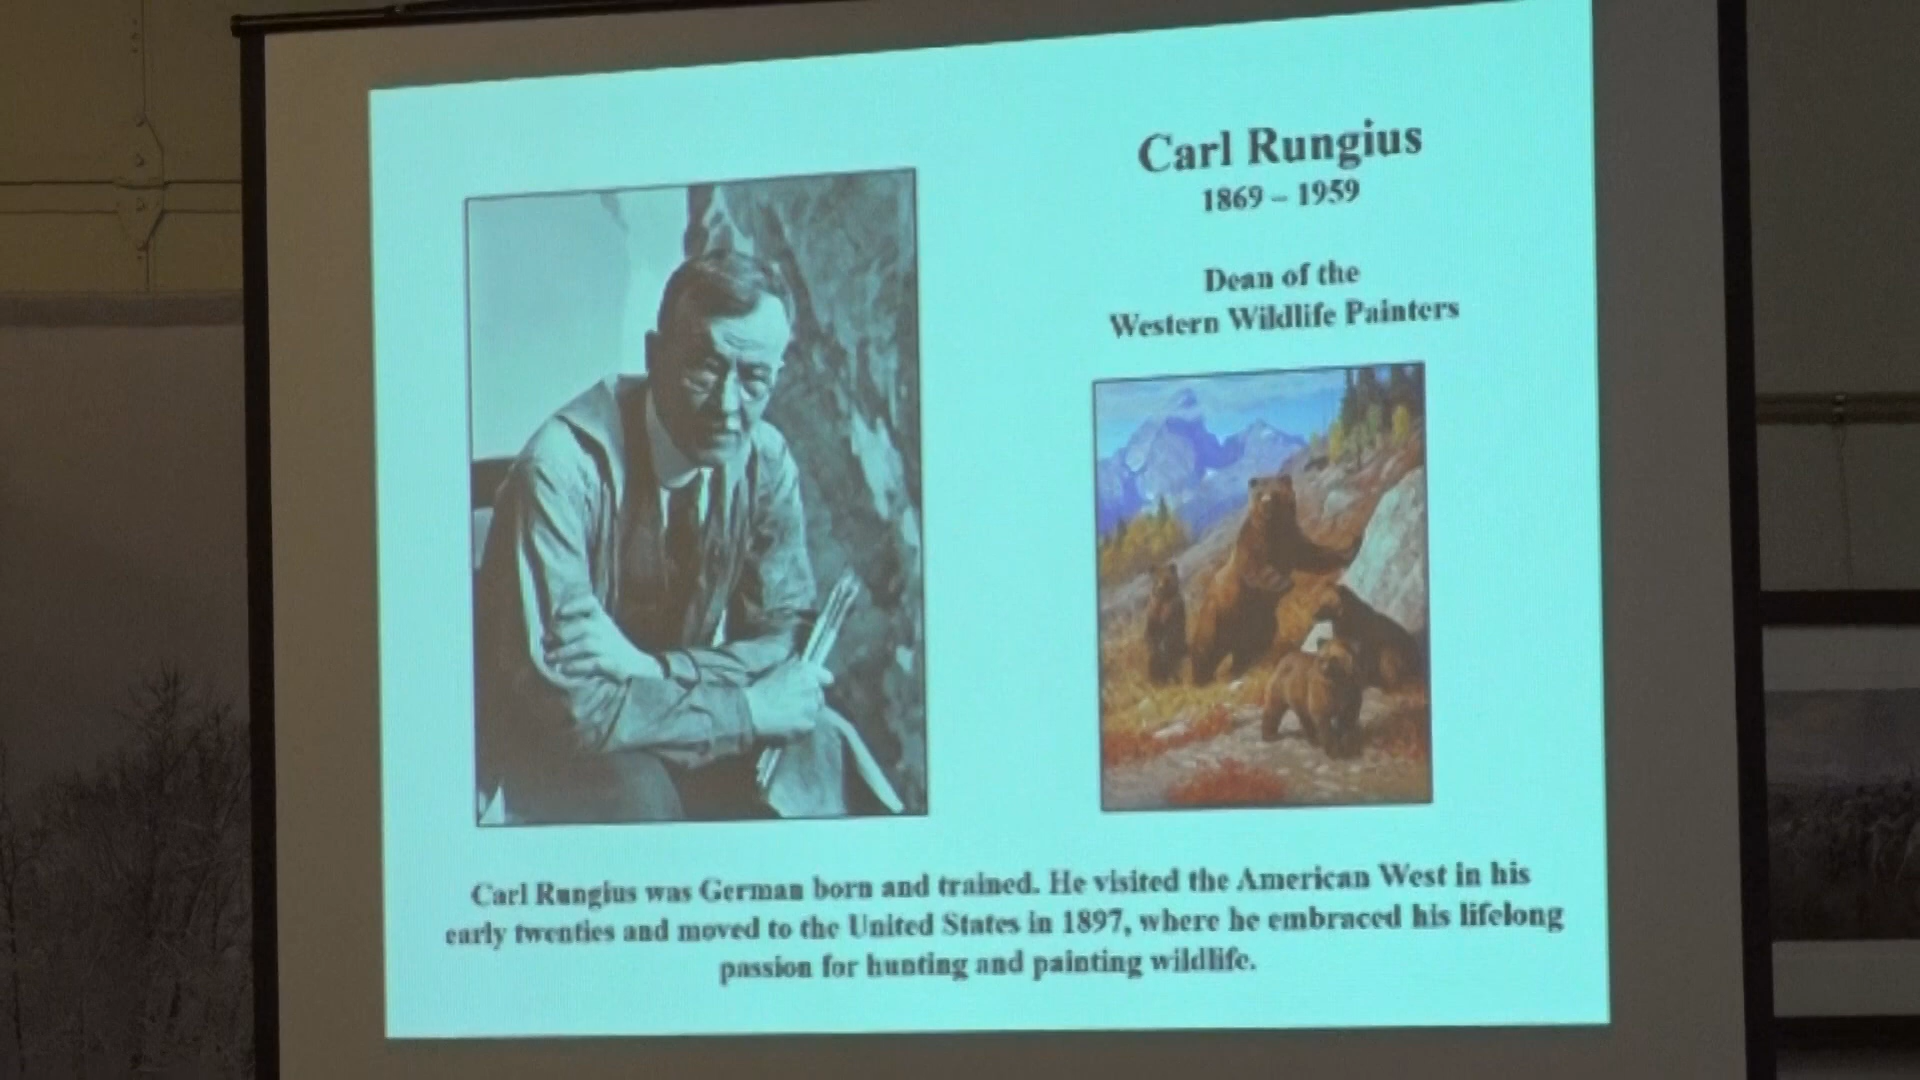 Carl Rungius
1869 – 1959
Dean of the
Western Wildlife Painters
Carl Rungius was German born and trained. He visited the American West in his
early twenties and moved to the United States in 1897, where he embraced his lifelong
passion for hunting and painting wildlife.